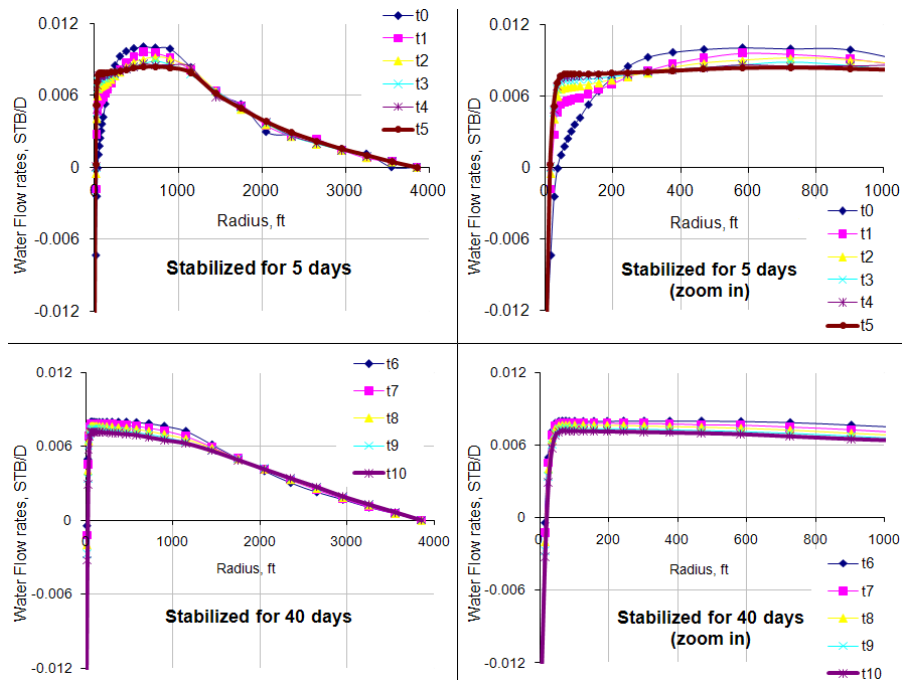 Water Flow rates, STB/D
0.012
0.006
0
-0.006
-0.012
0
1000
2000
3000
4000
Radius, ft
t0
t1
t2
t3
t4
t5
Stabilized for 5 days
Water Flow rates, STB/D
0.012
0.006
0
-0.006
-0.012
0
200
400
600
800
1000
Radius, ft
t0
t1
t2
t3
t4
t5
Stabilized for 5 days
(zoom in)
Water Flow rates, STB/D
0.012
0.006
0
-0.006
-0.012
0
1000
2000
3000
4000
Radius, ft
t6
t7
t8
t9
t10
Stabilized for 40 days
Water Flow rates, STB/D
0.012
0.006
0
-0.006
-0.012
0
200
400
600
800
1000
Radius, ft
t6
t7
t8
t9
t10
Stabilized for 40 days
(zoom in)